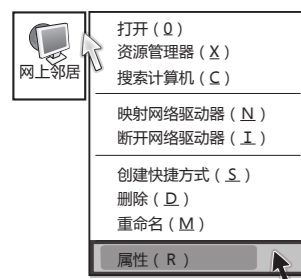 网上邻居
打开（0）
资源管理器（X）
搜索计算机（C）
映射网络驱动器（N）
断开网络驱动器（I）
创建快捷方式（S）
删除（D）
重命名（M）
属性（R）